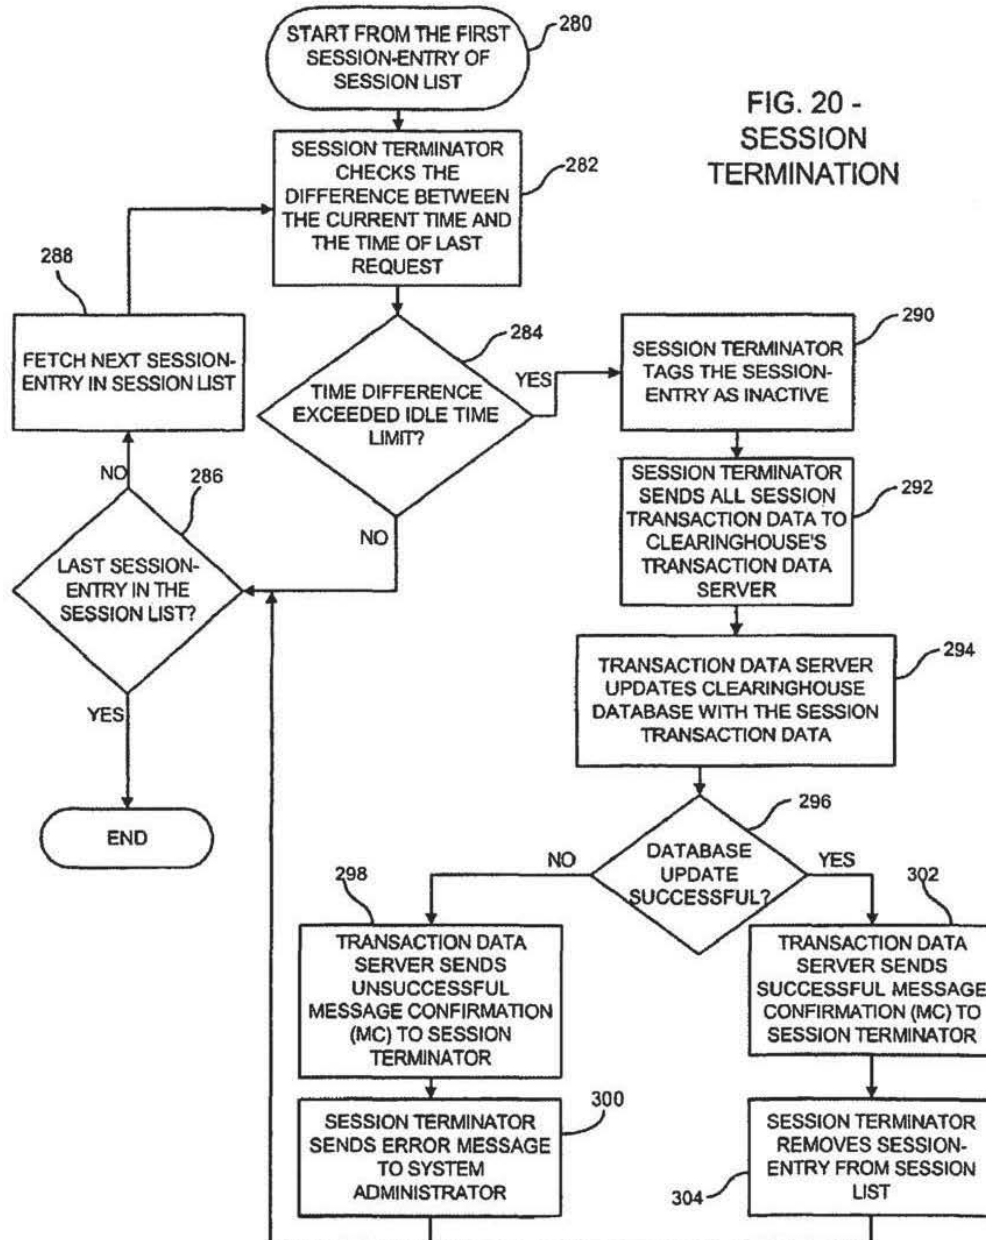 START FROM THE FIRST
SESSION-ENTRY OF
SESSION LIST
280
FIG. 20 -
SESSION
TERMINATION
SESSION TERMINATOR
CHECKS THE
DIFFERENCE BETWEEN
THE CURRENT TIME AND
THE TIME OF LAST
REQUEST
282
288
FETCH NEXT SESSION-
ENTRY IN SESSION LIST
284
TIME DIFFERENCE
EXCEEDED IDLE TIME
LIMIT?
YES
NO
290
SESSION TERMINATOR
TAGS THE SESSION-
ENTRY AS INACTIVE
NO
286
LAST SESSION-
ENTRY IN THE
SESSION LIST?
YES
END
SESSION TERMINATOR
SENDS ALL SESSION
TRANSACTION DATA TO
CLEARINGHOUSE'S
TRANSACTION DATA
SERVER
292
TRANSACTION DATA SERVER
UPDATES CLEARINGHOUSE
DATABASE WITH THE SESSION
TRANSACTION DATA
294
296
DATABASE
UPDATE
SUCCESSFUL?
NO
YES
298
TRANSACTION DATA
SERVER SENDS
UNSUCCESSFUL
MESSAGE CONFIRMATION
(MC) TO SESSION
TERMINATOR
302
TRANSACTION DATA
SERVER SENDS
SUCCESSFUL MESSAGE
CONFIRMATION (MC) TO
SESSION TERMINATOR
SESSION TERMINATOR
SENDS ERROR MESSAGE
TO SYSTEM
ADMINISTRATOR
300
SESSION TERMINATOR
REMOVES SESSION-
ENTRY FROM SESSION
LIST
304